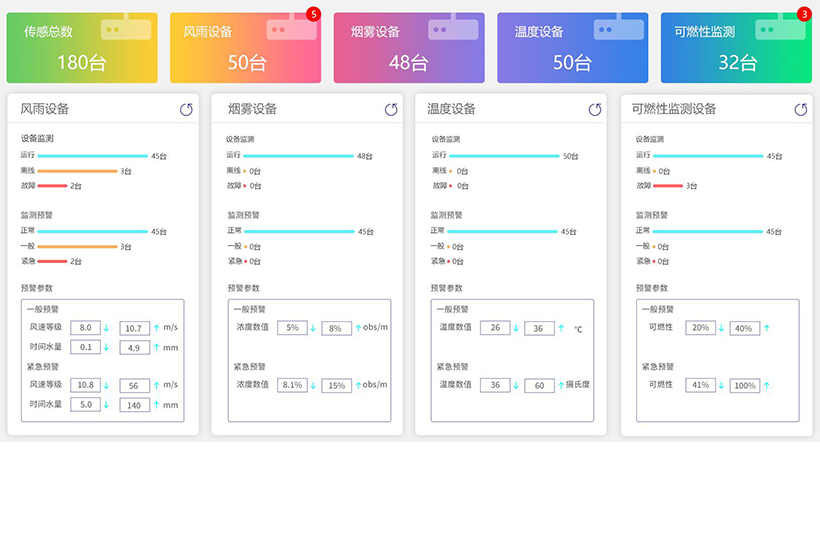 传感总数
180台
风雨设备
5
50台
烟雾设备
48台
温度设备
50台
可燃性监测
3
32台
风雨设备
设备监测
运行 45台
离线 3台
故障 2台
监测预警
正常 45台
一般 3台
紧急 2台
预警参数
一般预警
风速等级 8.0 ↓ 10.7 ↑ m/s
时间水量 0.1 ↓ 4.9 ↑ mm
紧急预警
风速等级 10.8 ↓ 56 ↑ m/s
时间水量 5.0 ↓ 140 ↑ mm
烟雾设备
设备监测
运行 48台
离线 0台
故障 0台
监测预警
正常 45台
一般 0台
紧急 0台
预警参数
一般预警
浓度数值 5% ↓ 8% ↑ obs/m
紧急预警
浓度数值 8.1% ↓ 15% ↑ obs/m
温度设备
设备监测
运行 50台
离线 0台
故障 0台
监测预警
正常 45台
一般 0台
紧急 0台
预警参数
一般预警
温度数值 26 ↓ 36 ↑ ℃
紧急预警
温度数值 36 ↓ 60 ↑ 摄氏度
可燃性监测设备
设备监测
运行 45台
离线 0台
故障 3台
监测预警
正常 45台
一般 0台
紧急 0台
预警参数
一般预警
可燃性 20% ↓ 40% ↑
紧急预警
可燃性 41% ↓ 100% ↑